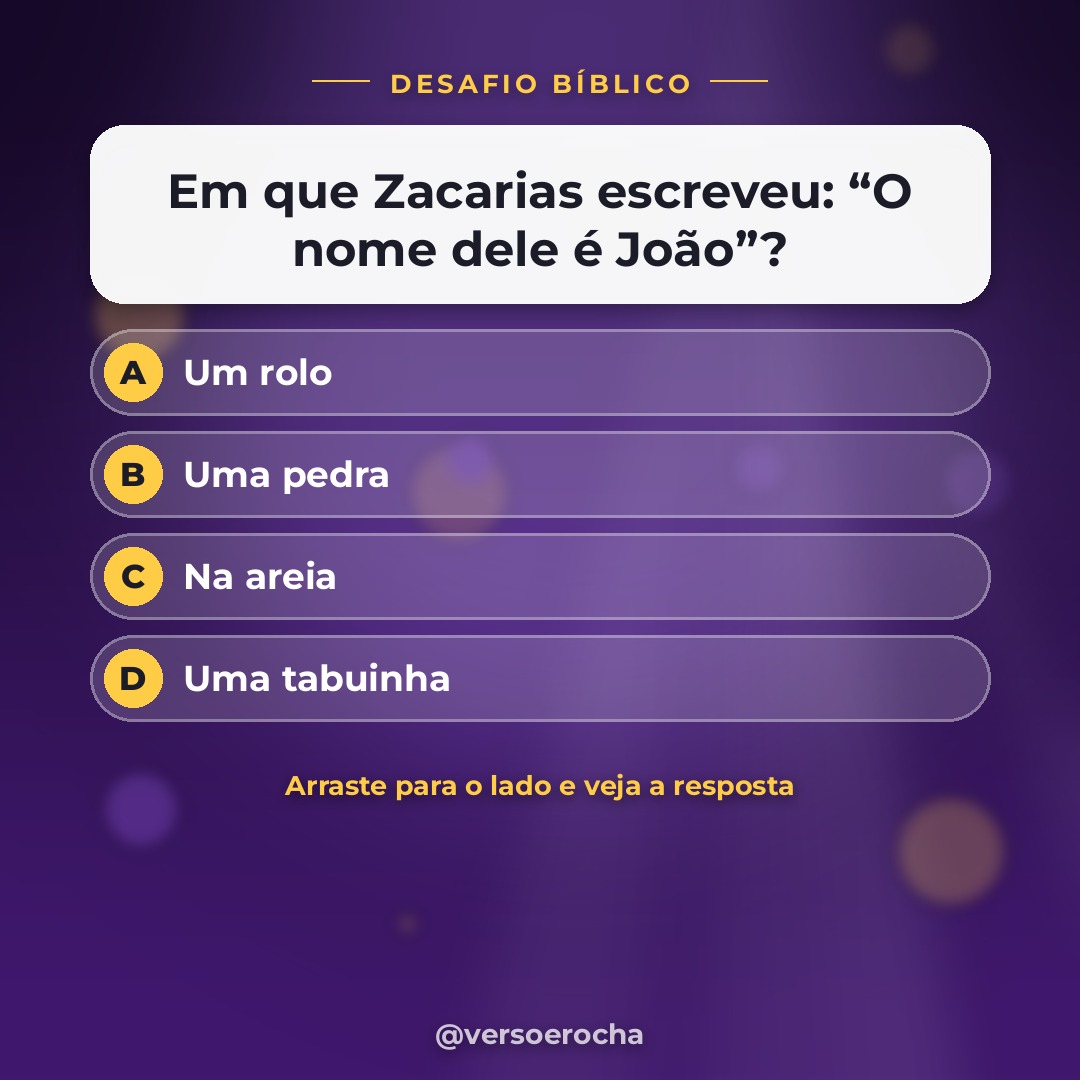 DESAFIO BÍBLICO
Em que Zacarias escreveu: “O
nome dele é João”?
A Um rolo
B Uma pedra
C Na areia
D Uma tabuinha
Arraste para o lado e veja a resposta
@versoerocha